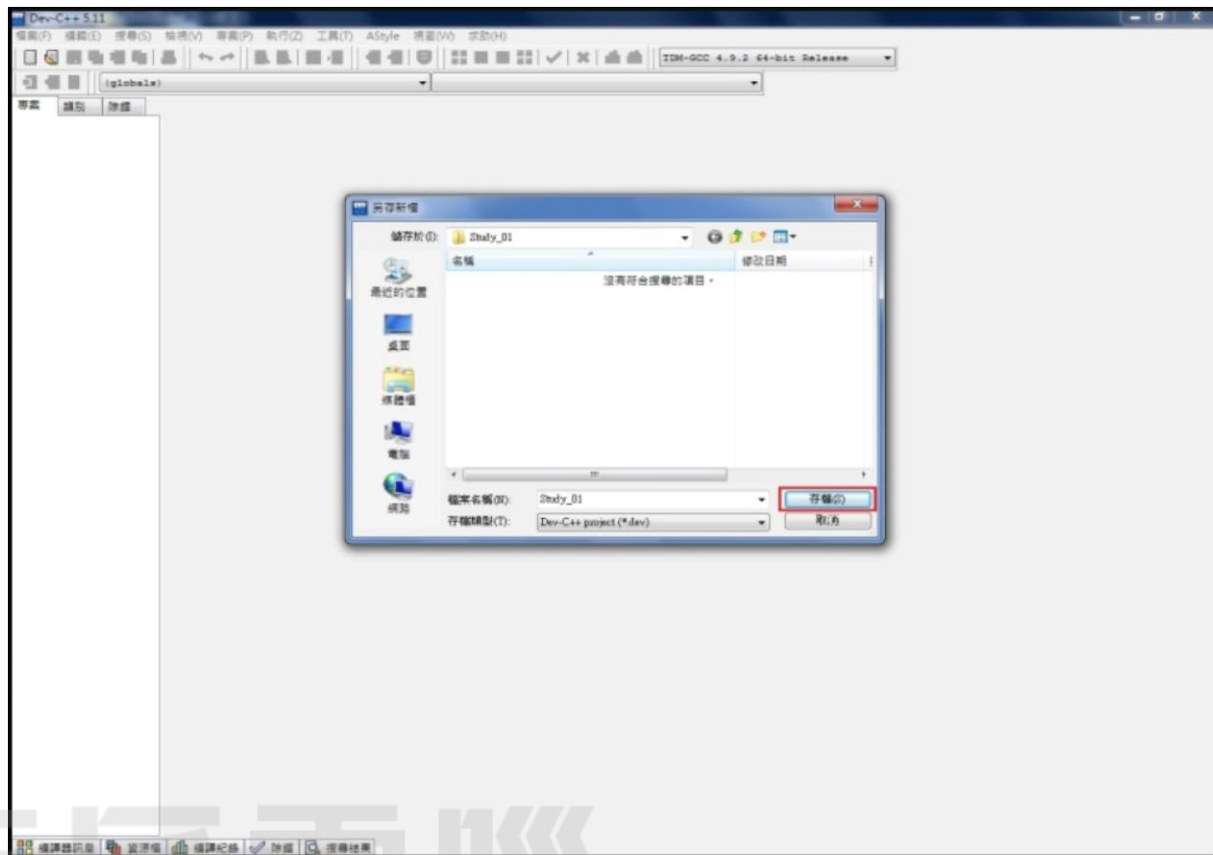 Dev-C++ 5.11
檔案(F) 編輯(E) 搜尋(S) 檢視(V) 專案(P) 執行(Z) 工具(T) AStyle 視窗(W) 求助(H)
TDM-GCC 4.9.2 64-bit Release
(globals)
專案 類別 除錯
另存新檔
儲存於(I): Study_01
名稱 修改日期
沒有符合搜尋的項目。
最近的位置
桌面
媒體櫃
電腦
網路
檔案名稱(N): Study_01 存檔(S)
存檔類型(T): Dev-C++ project (*.dev) 取消
編譯器訊息 資源檔 編譯紀錄 除錯 搜尋結果